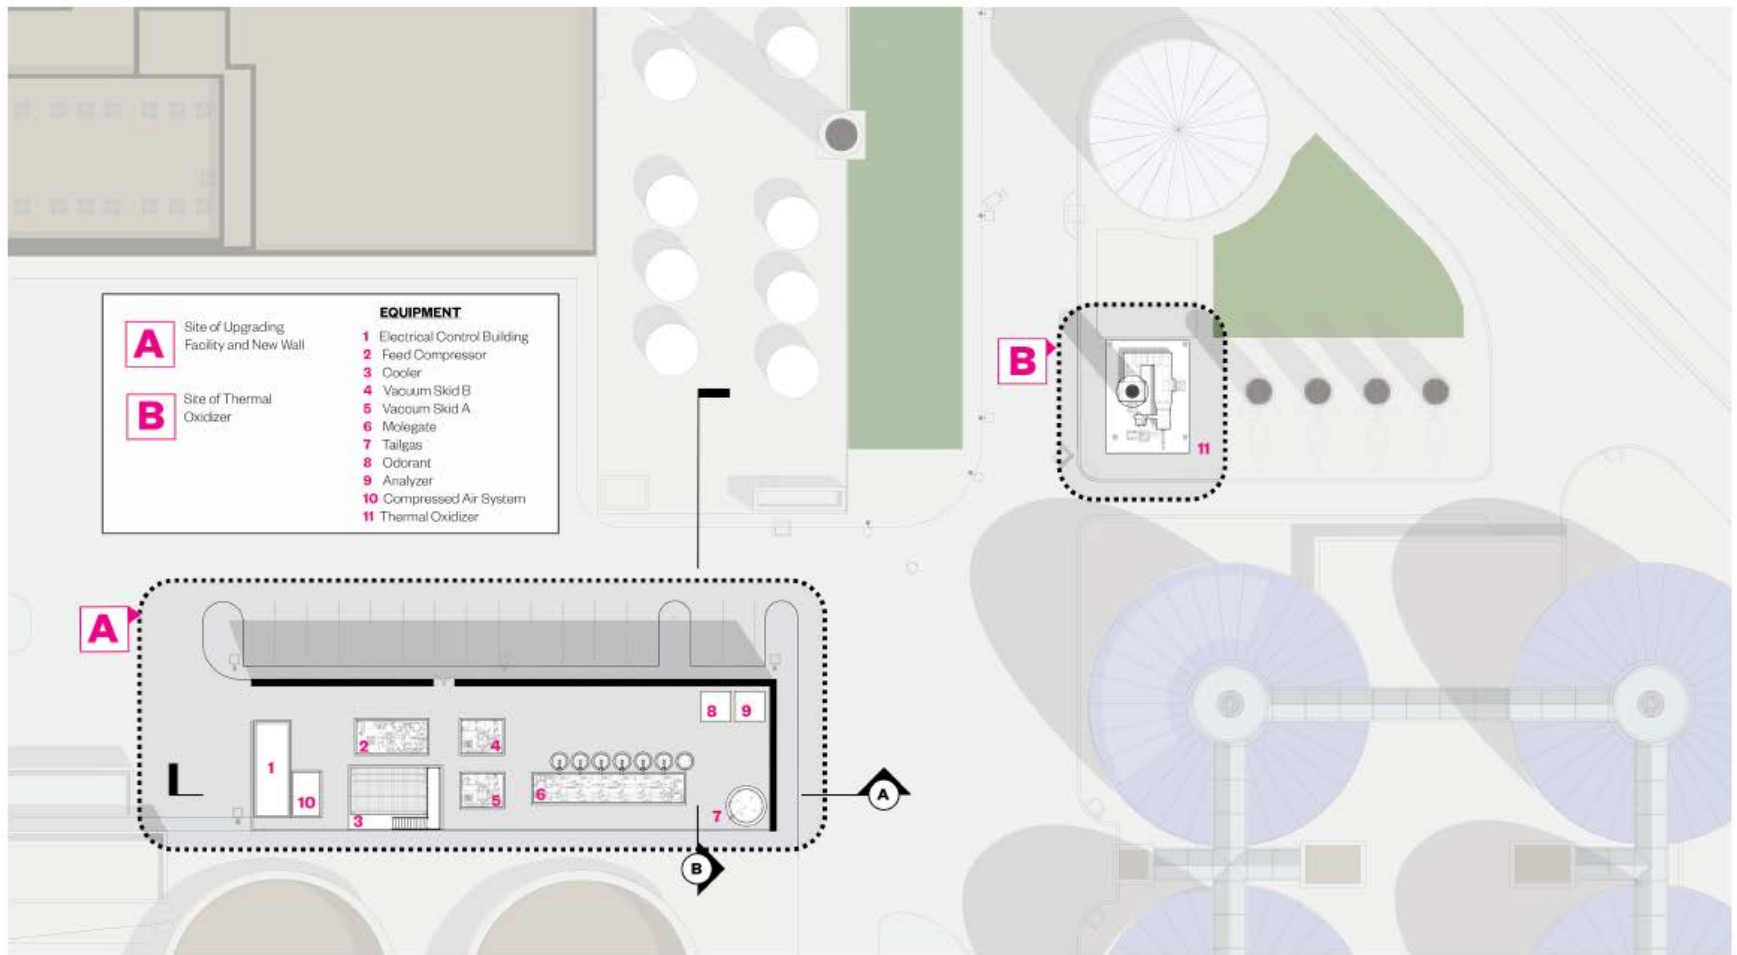 A
Site of Upgrading
Facility and New Wall
B
Site of Thermal
Oxidizer
EQUIPMENT
1 Electrical Control Building
2 Feed Compressor
3 Cooler
4 Vacuum Skid B
5 Vaccum Skid A
6 Molegate
7 Tailgas
8 Odorant
9 Analyzer
10 Compressed Air System
11 Thermal Oxidizer
B
11
A
8
9
2
4
1
10
3
5
6
7
A
B